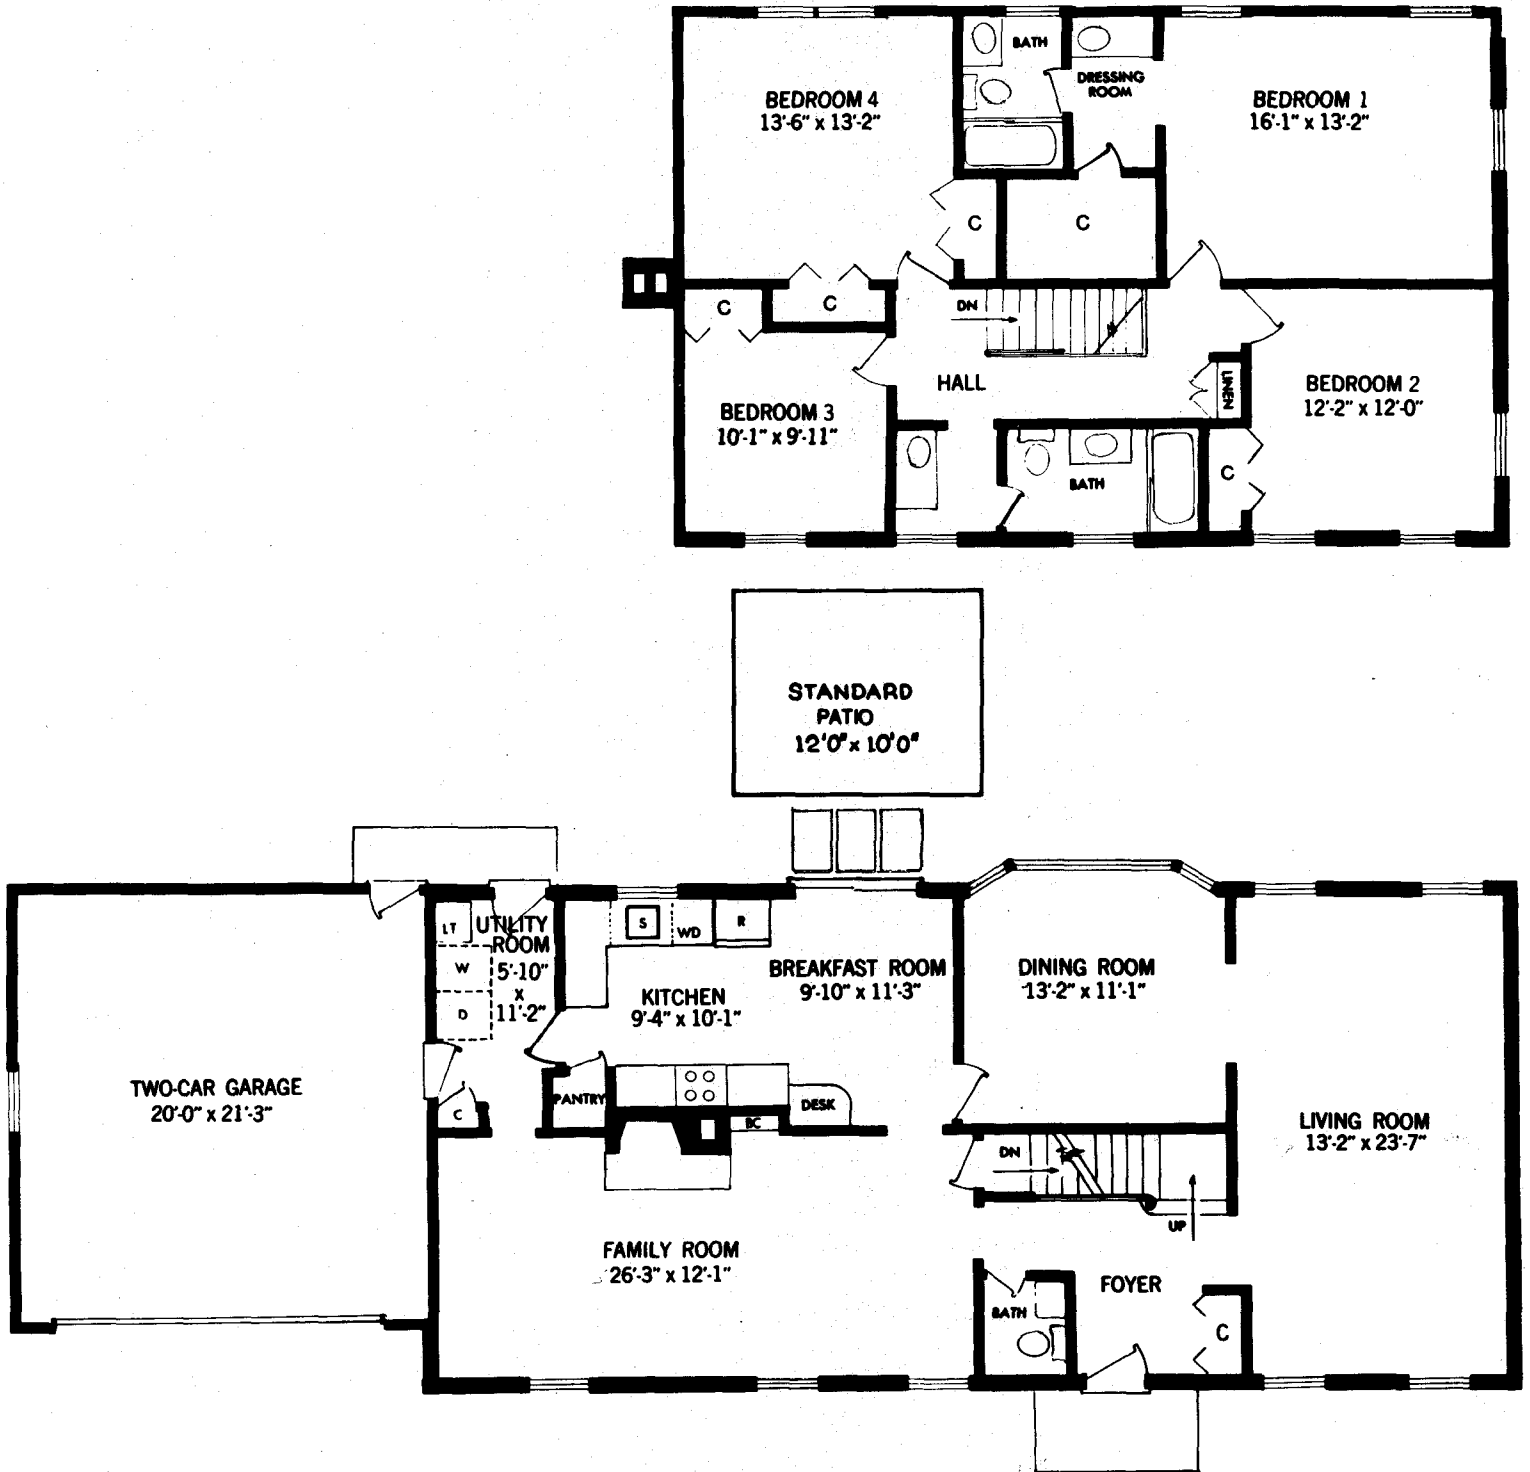 BATH
DRESSING
ROOM
BEDROOM 4
13'-6" x 13'-2"
BEDROOM 1
16'-1" x 13'-2"
C
C
C
C
DN
HALL
LINEN
BEDROOM 2
12'-2" x 12'-0"
BEDROOM 3
10'-1" x 9'-11"
BATH
C
STANDARD
PATIO
12'0" x 10'0"
LT
UTILITY
ROOM
5'-10"
x
11'-2"
W
D
S
WD
R
BREAKFAST ROOM
9'-10" x 11'-3"
KITCHEN
9'-4" x 10'-1"
DINING ROOM
13'-2" x 11'-1"
TWO-CAR GARAGE
20'-0" x 21'-3"
C
PANTRY
DESK
BC
LIVING ROOM
13'-2" x 23'-7"
DN
UP
FAMILY ROOM
26'-3" x 12'-1"
FOYER
BATH
C